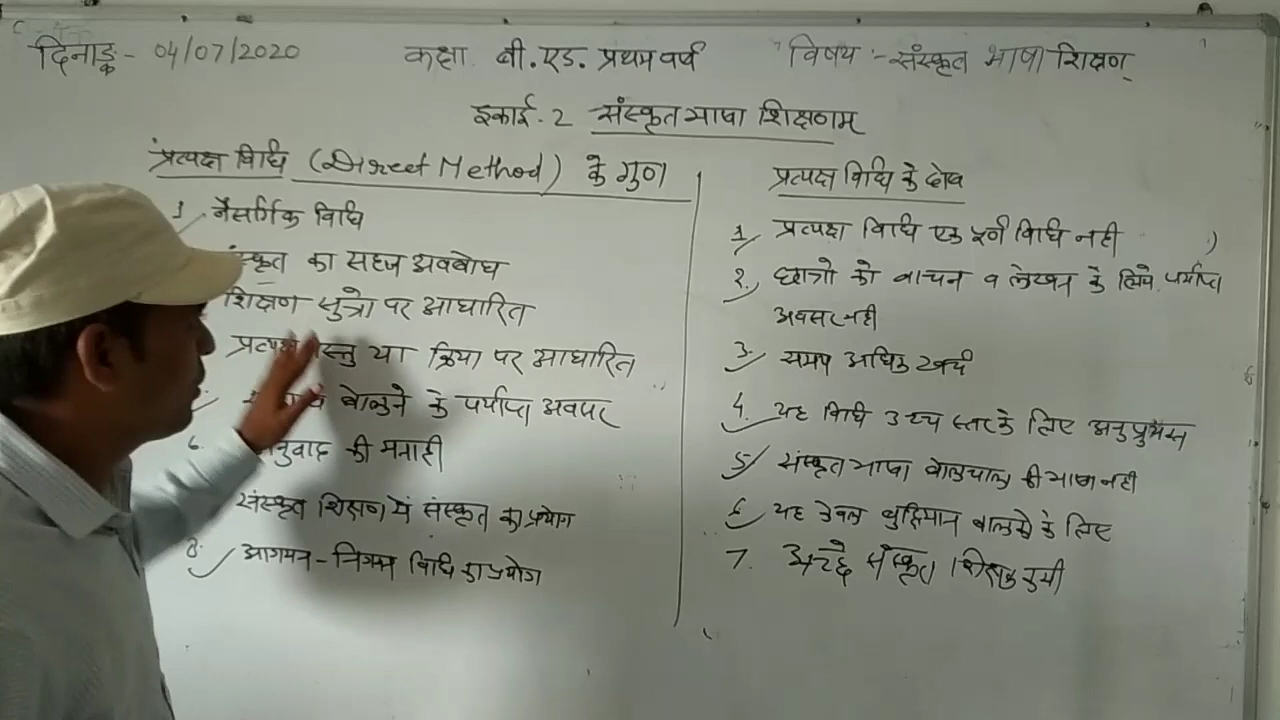 दिनाङ्क - 04/07/2020 कक्षा बी.एड. प्रथम वर्ष विषय :- संस्कृत भाषा शिक्षण
इकाई. 2 संस्कृत भाषा शिक्षणम्
प्रत्यक्ष विधि (Direct Method) के गुण
1. नैसर्गिक विधि
संस्कृत का सहज अवबोध
शिक्षण सुत्रो पर आधारित
प्रत्यक्ष वस्तु या क्रिया पर आधारित
बोलने के पर्याप्त अवसर
6. अनुवाद की मनाही
संस्कृत शिक्षण में संस्कृत का प्रयोग
8. आगमन - निगमन विधि का प्रयोग
प्रत्यक्ष विधि के दोष
1. प्रत्यक्ष विधि एक पूर्ण विधि नही
2. छात्रो को वाचन व लेखन के लिये पर्याप्त
अवसर नही
3. समय अधिक खर्च
4. यह विधि उच्च स्तर के लिए अनुपयुक्त
5. संस्कृत भाषा बोलचाल की भाषा नही
6. यह केवल बुद्धिमान बालको के लिए
7. अच्छे संस्कृत शिक्षक कमी